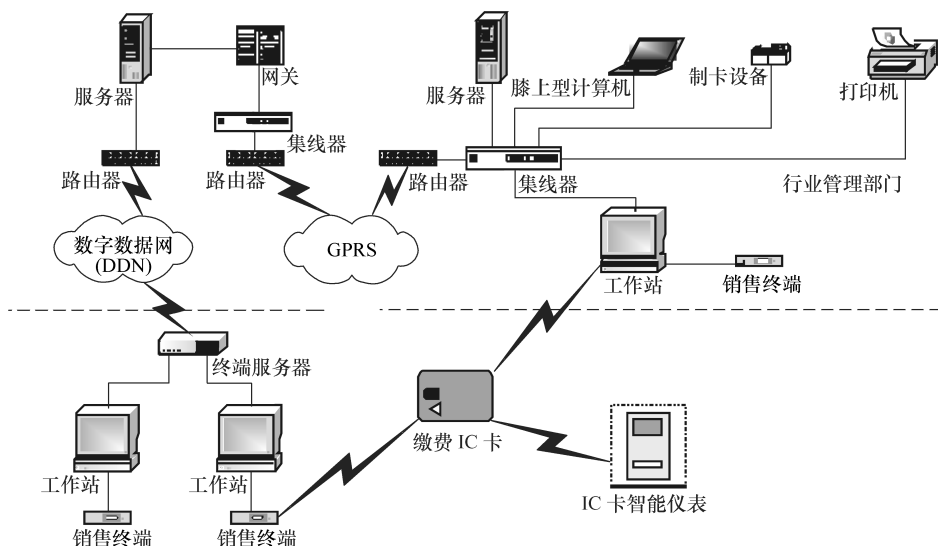 服务器
网关
集线器
路由器
路由器
数字数据网
(DDN)
GPRS
路由器
服务器
膝上型计算机
制卡设备
打印机
集线器
行业管理部门
工作站
销售终端
终端服务器
工作站
工作站
销售终端
销售终端
缴费 IC 卡
IC 卡智能仪表